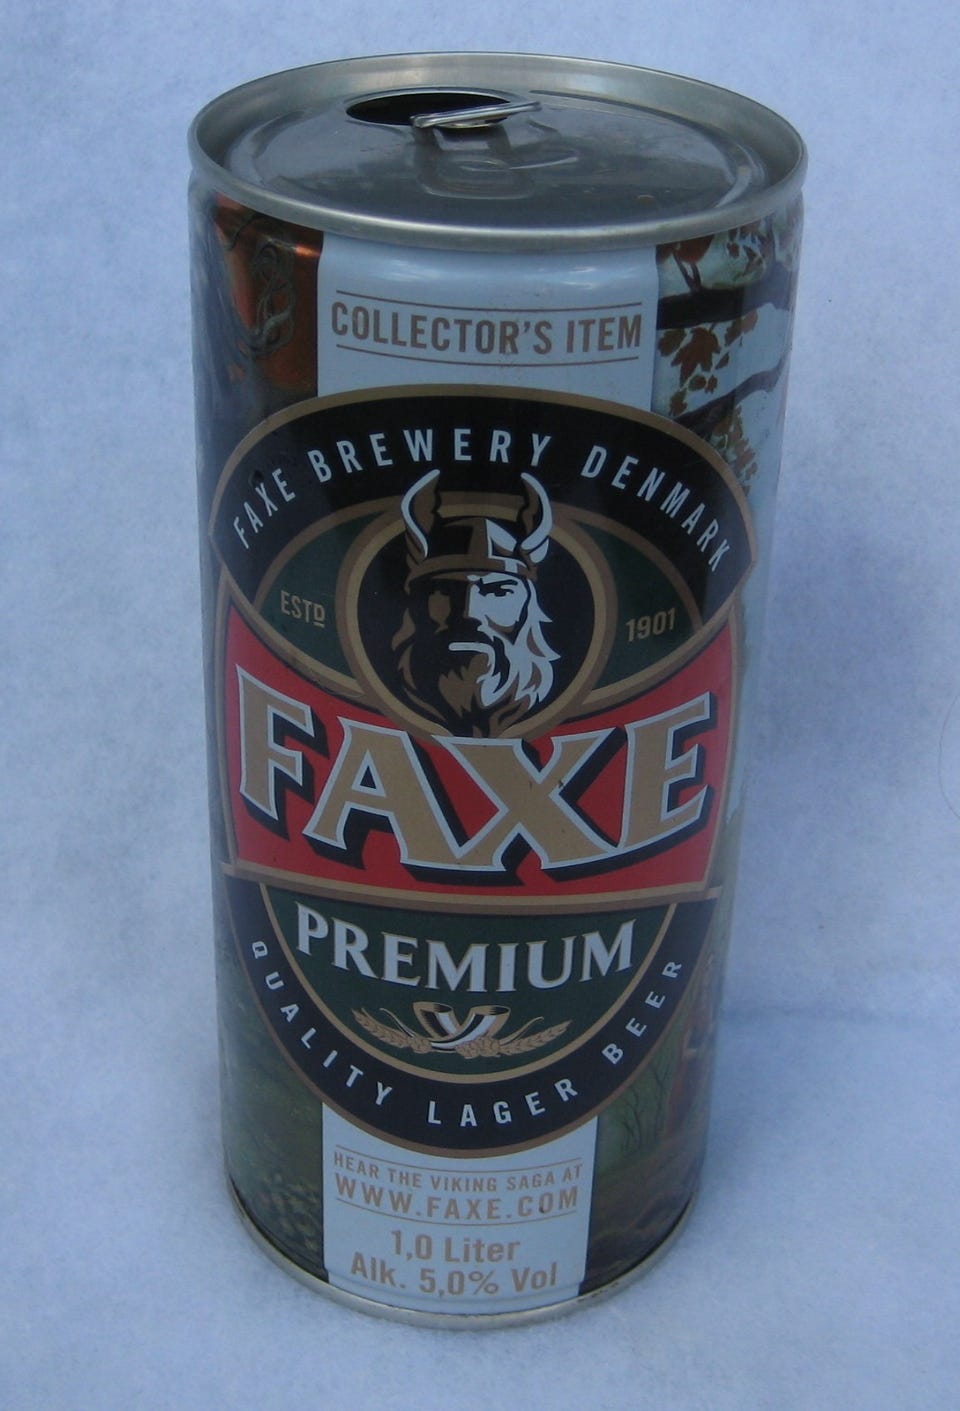 COLLECTOR'S ITEM
FAXE BREWERY DENMARK
ESTD 1901
FAXE
PREMIUM
QUALITY LAGER BEER
HEAR THE VIKING SAGA AT
WWW.FAXE.COM
1,0 Liter
Alk. 5,0% Vol